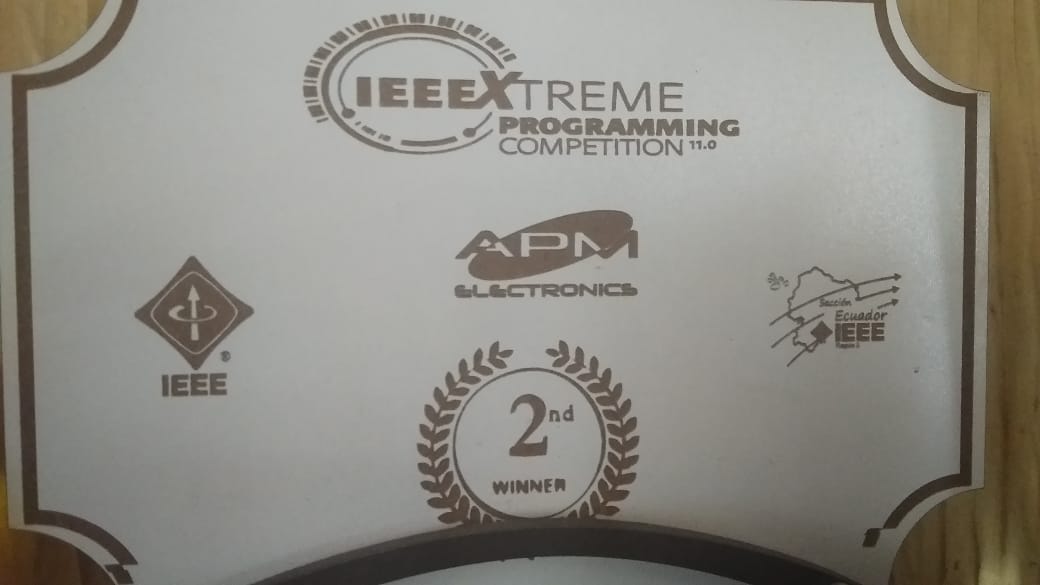 IEEEXTREME
PROGRAMMING
COMPETITION 11.0
APM
ELECTRONICS
IEEE ®
Sección
Ecuador
IEEE
2nd
WINNER